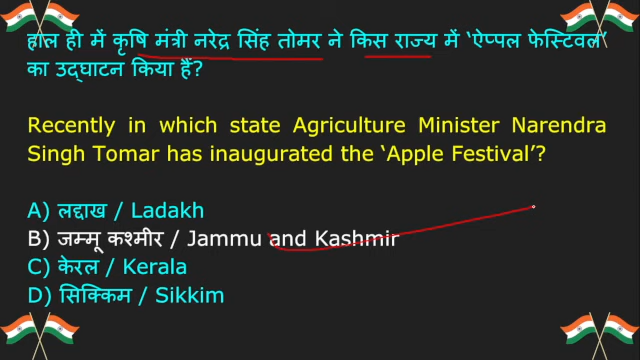 हाल ही में कृषि मंत्री नरेद्र सिंह तोमर ने किस राज्य में ‘ऐप्पल फेस्टिवल’
का उद्घाटन किया हैं?
Recently in which state Agriculture Minister Narendra
Singh Tomar has inaugurated the ‘Apple Festival’?
A) लद्दाख / Ladakh
B) जम्मू कश्मीर / Jammu and Kashmir
C) केरल / Kerala
D) सिक्किम / Sikkim